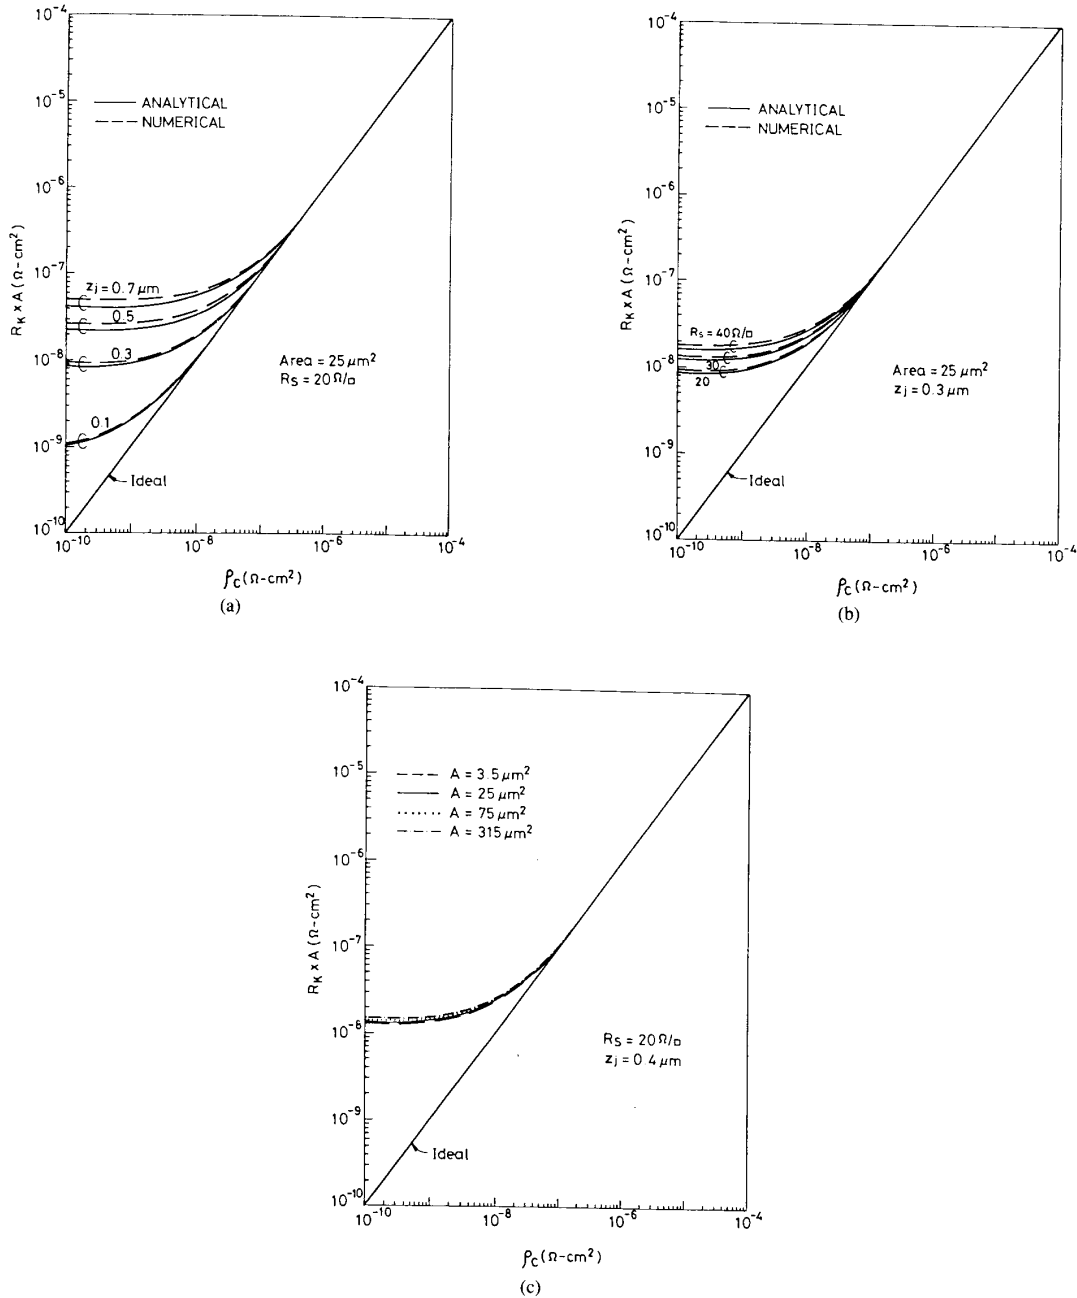 10⁻⁴
10⁻⁵
10⁻⁶
10⁻⁷
10⁻⁸
10⁻⁹
10⁻¹⁰
R_K x A (Ω-cm²)
ANALYTICAL
NUMERICAL
z_j = 0.7 μm
0.5
0.3
0.1
Area = 25 μm²
R_S = 20 Ω/□
Ideal
10⁻¹⁰ 10⁻⁸ 10⁻⁶ 10⁻⁴
ρ_C (Ω-cm²)
(a)
10⁻⁴
10⁻⁵
10⁻⁶
10⁻⁷
10⁻⁸
10⁻⁹
10⁻¹⁰
R_K x A (Ω-cm²)
ANALYTICAL
NUMERICAL
R_S = 40 Ω/□
30
20
Area = 25 μm²
z_j = 0.3 μm
Ideal
10⁻¹⁰ 10⁻⁸ 10⁻⁶ 10⁻⁴
ρ_C (Ω-cm²)
(b)
10⁻⁴
10⁻⁵
10⁻⁶
10⁻⁷
10⁻⁸
10⁻⁹
10⁻¹⁰
R_K x A (Ω-cm²)
A = 3.5 μm²
A = 25 μm²
A = 75 μm²
A = 315 μm²
R_S = 20 Ω/□
z_j = 0.4 μm
Ideal
10⁻¹⁰ 10⁻⁸ 10⁻⁶ 10⁻⁴
ρ_C (Ω-cm²)
(c)